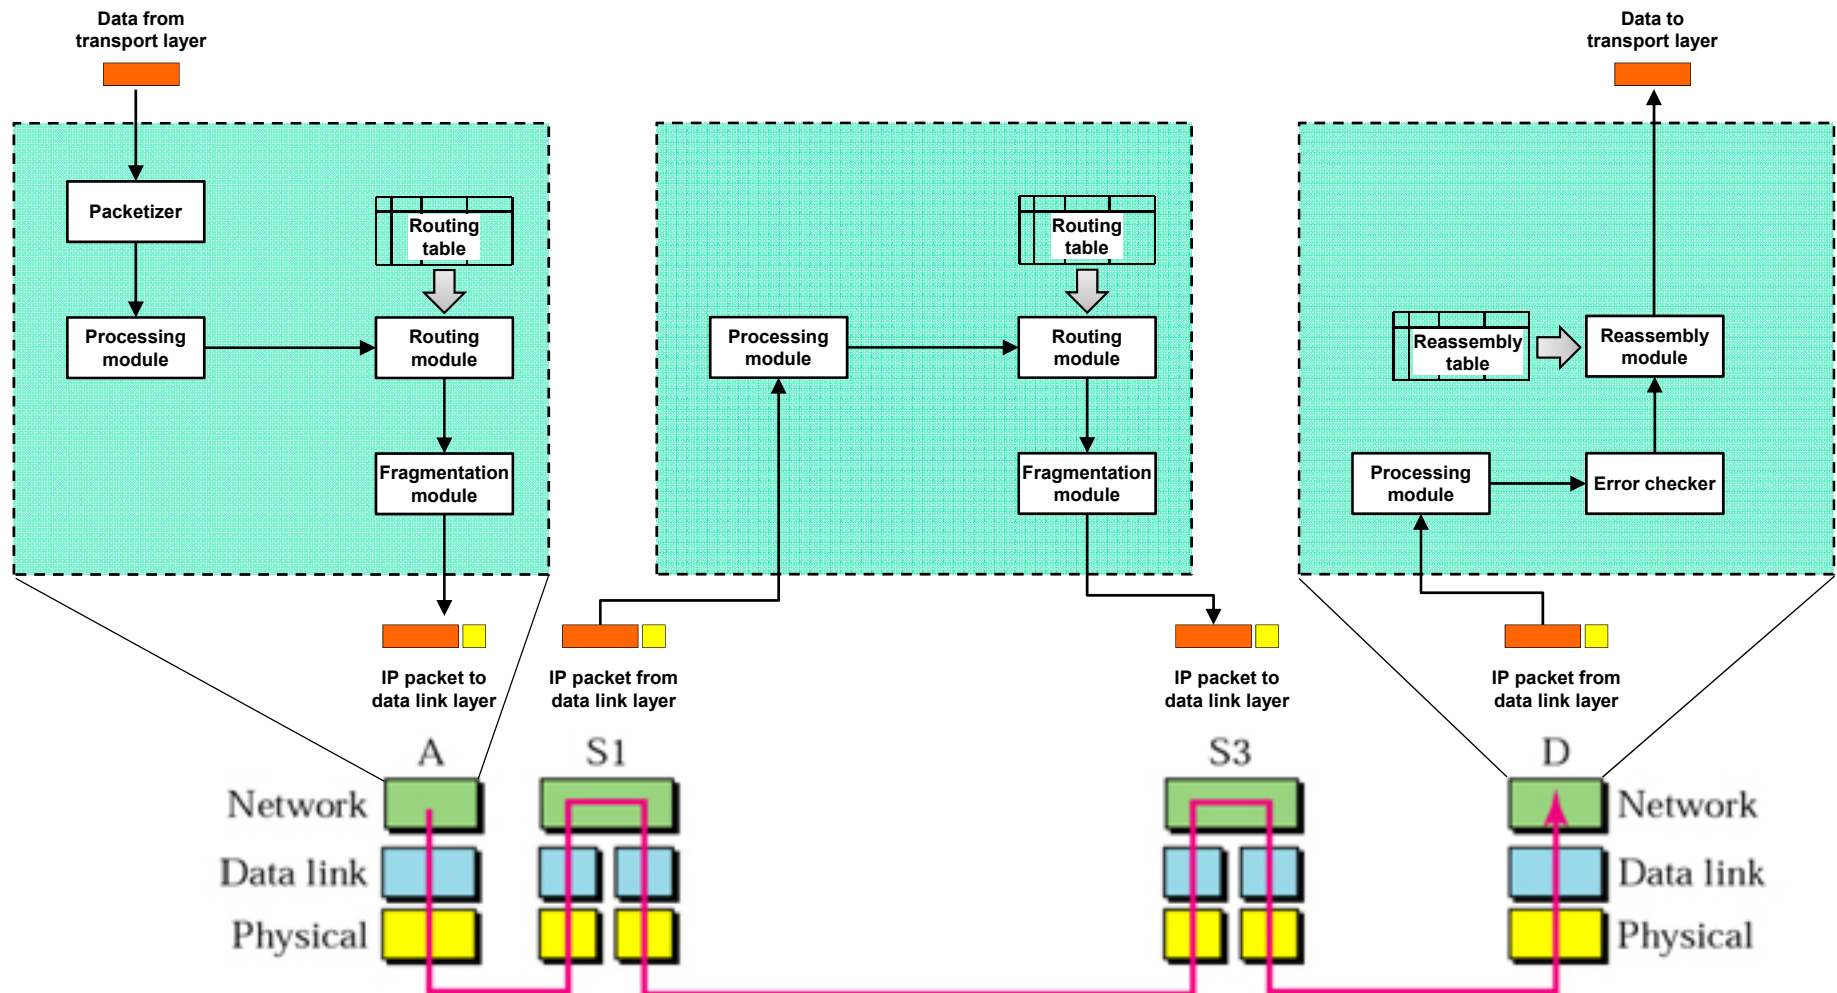 Data from
transport layer
Data to
transport layer
Packetizer
Routing
table
Routing
table
Processing
module
Routing
module
Processing
module
Routing
module
Reassembly
table
Reassembly
module
Fragmentation
module
Fragmentation
module
Processing
module
Error checker
IP packet to
data link layer
IP packet from
data link layer
IP packet to
data link layer
IP packet from
data link layer
A
S1
S3
D
Network
Network
Data link
Data link
Physical
Physical